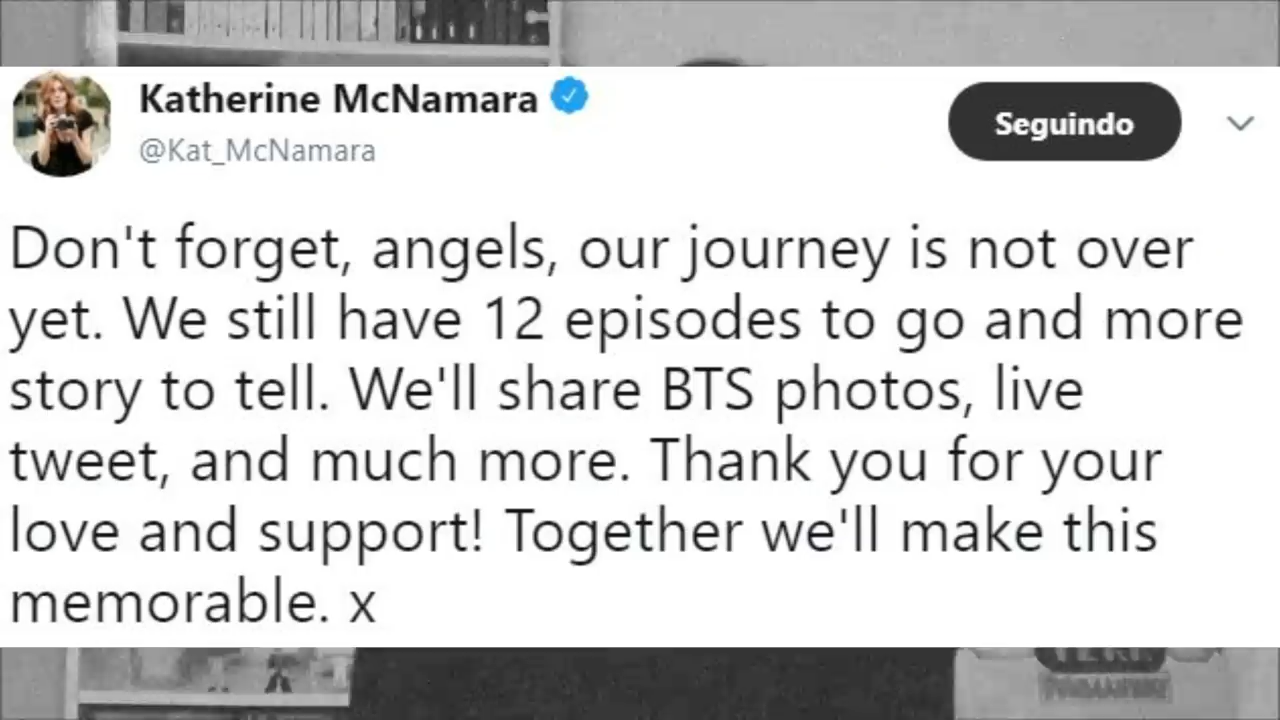 Katherine McNamara
@Kat_McNamara
Seguindo
Don't forget, angels, our journey is not over
yet. We still have 12 episodes to go and more
story to tell. We'll share BTS photos, live
tweet, and much more. Thank you for your
love and support! Together we'll make this
memorable. x